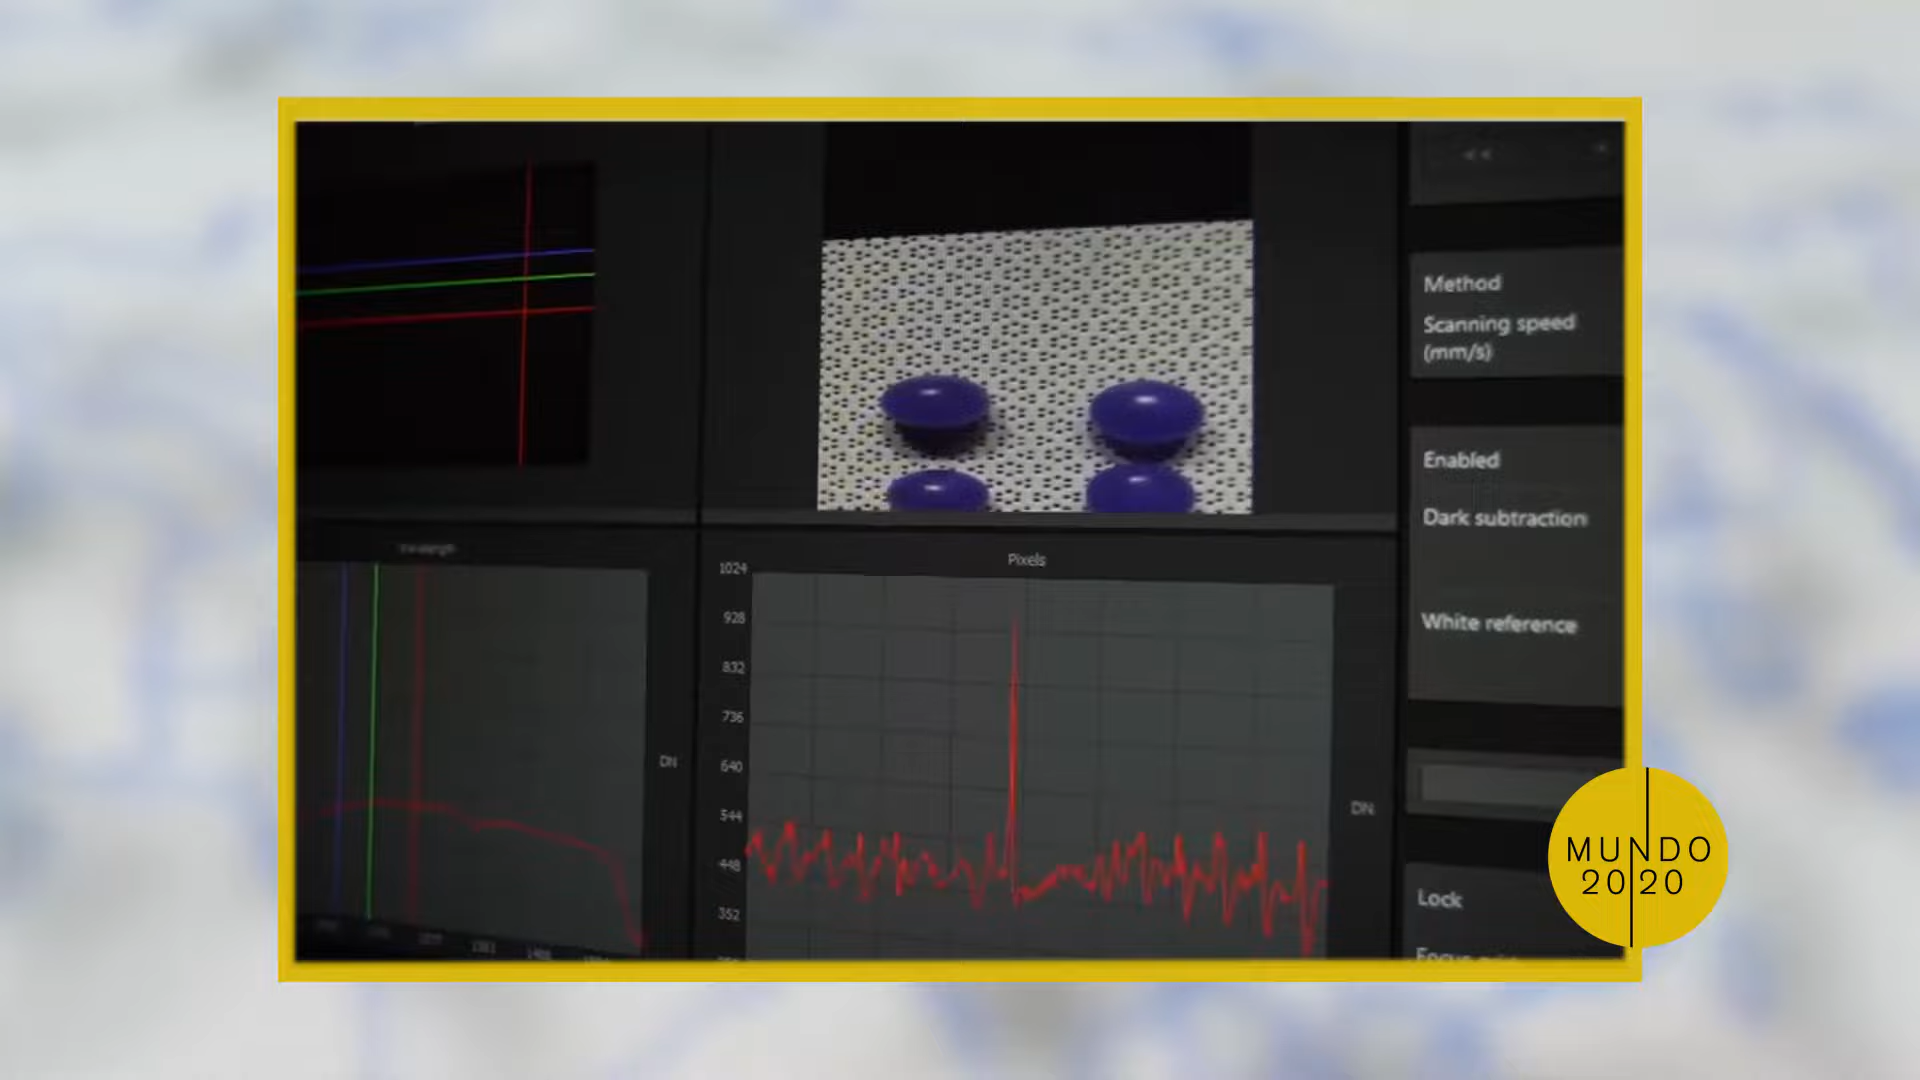 Method
Scanning speed
(mm/s)
Enabled
Dark subtraction
White reference
Lock
Pixels
1024
928
832
736
640
544
448
352
DN
DN
MUNDO
2020